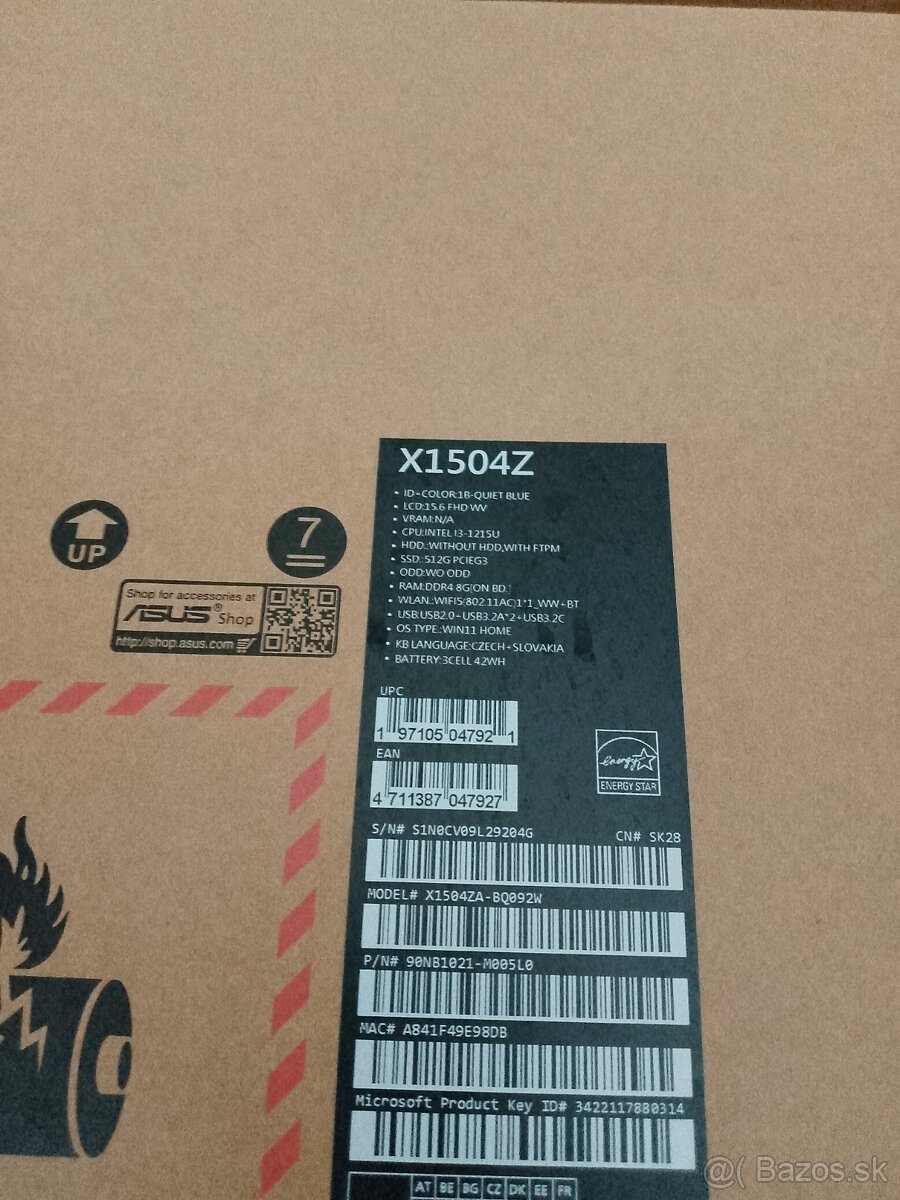 X1504Z
• ID+COLOR:1B-QUIET BLUE
• LCD:15.6 FHD WV
• VRAM:N/A
• CPU:INTEL I3-1215U
• HDD.:WITHOUT HDD,WITH FTPM
• SSD.:512G PCIEG3
• ODD:WO ODD
• RAM:DDR4 8G[ON BD.]
• WLAN.:WIFI5(802.11AC)1*1_WW+BT
• USB:USB2.0+USB3.2A*2+USB3.2C
• OS TYPE.:WIN11 HOME
• KB LANGUAGE:CZECH+SLOVAKIA
• BATTERY:3CELL 42WH
UP
7
Shop for accessories at
ASUS® Shop
http://shop.asus.com
UPC
1 97105 04792 1
EAN
4 711387 047927
energy
ENERGY STAR
S/N# S1N0CV09L29204G CN# SK28
MODEL# X1504ZA-BQ092W
P/N# 90NB1021-M005L0
MAC# A841F49E98DB
Microsoft Product Key ID# 3422117880314
AT BE BG CZ DK EE FR
@( Bazos.sk